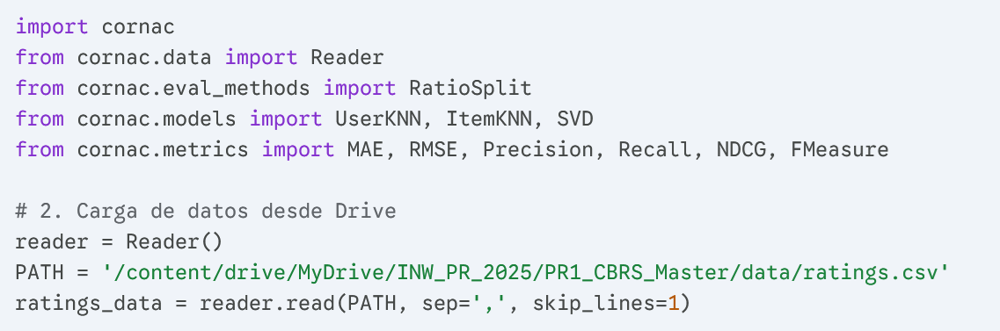 import cornac
from cornac.data import Reader
from cornac.eval_methods import RatioSplit
from cornac.models import UserKNN, ItemKNN, SVD
from cornac.metrics import MAE, RMSE, Precision, Recall, NDCG, FMeasure

# 2. Carga de datos desde Drive
reader = Reader()
PATH = '/content/drive/MyDrive/INW_PR_2025/PR1_CBRS_Master/data/ratings.csv'
ratings_data = reader.read(PATH, sep=',', skip_lines=1)